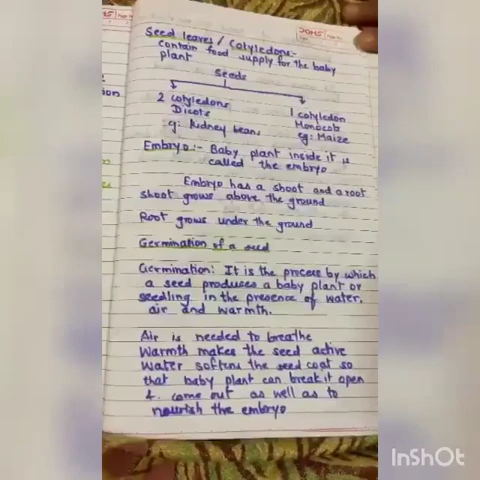 Seed leaves / Cotyledons:-
contain food supply for the baby
plant
Seeds
2 cotyledons
Dicots
eg: kidney bean,
1 cotyledon
Monocots
eg: Maize
Embryo :- Baby plant inside it is
called the embryo
Embryo has a shoot and a root
shoot grows above the ground
Root grows under the ground
Germination of a seed
Germination: It is the process by which
a seed produces a baby plant or
seedling in the presence of water,
air and warmth.
Air is needed to breathe
Warmth makes the seed active
Water softens the seed coat so
that baby plant can break it open
& come out as well as to
nourish the embryo
InShOt